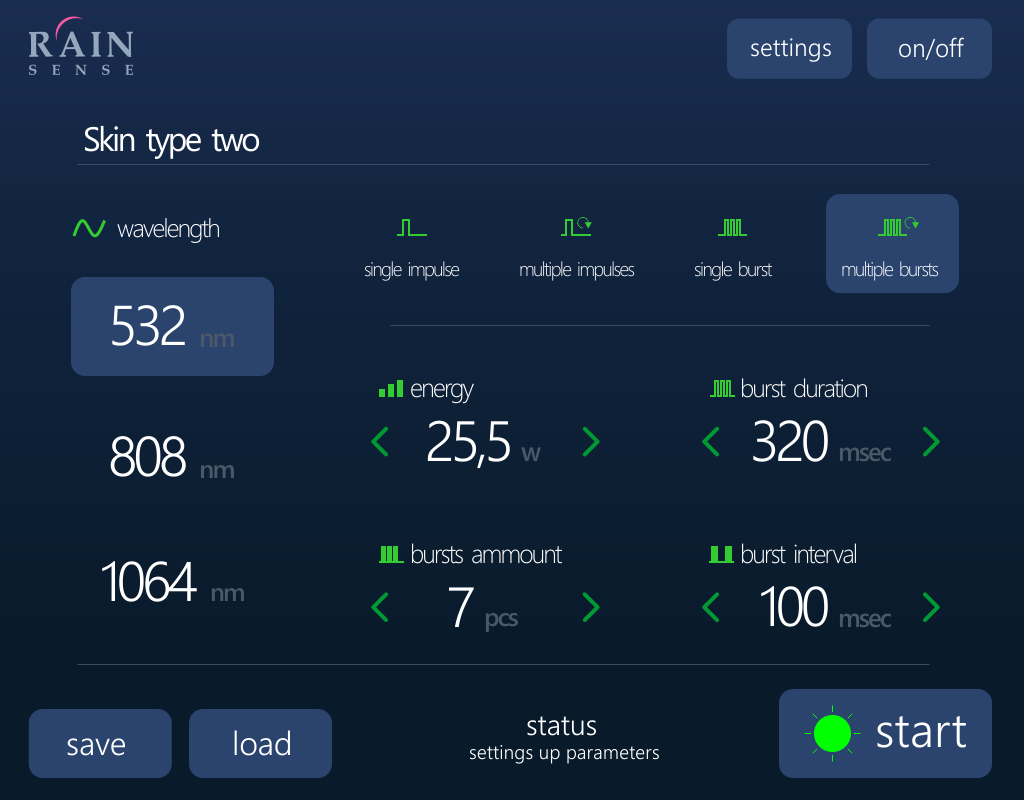 RAIN
SENSE
settings
on/off
Skin type two
wavelength
single impulse
multiple impulses
single burst
multiple bursts
532 nm
808 nm
1064 nm
energy
25,5 w
burst duration
320 msec
bursts ammount
7 pcs
burst interval
100 msec
save
load
status
settings up parameters
start